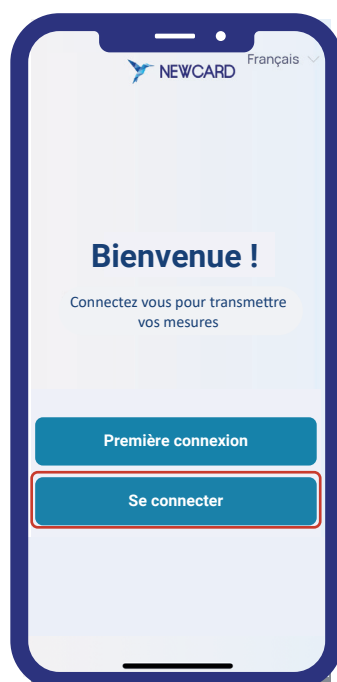 NEWCARD
Français
Bienvenue !
Connectez vous pour transmettre
vos mesures
Première connexion
Se connecter